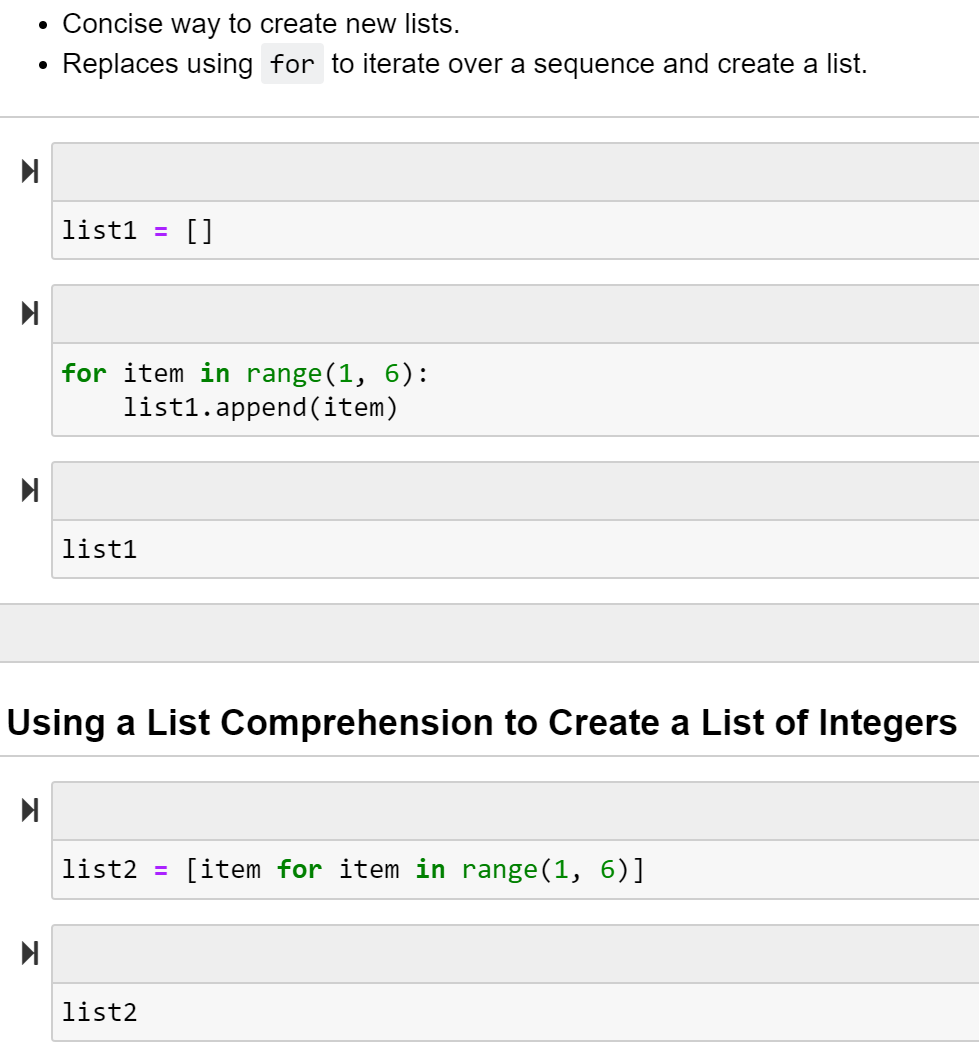 • Concise way to create new lists.
• Replaces using for to iterate over a sequence and create a list.
list1 = []
for item in range(1, 6):
    list1.append(item)
list1
Using a List Comprehension to Create a List of Integers
list2 = [item for item in range(1, 6)]
list2